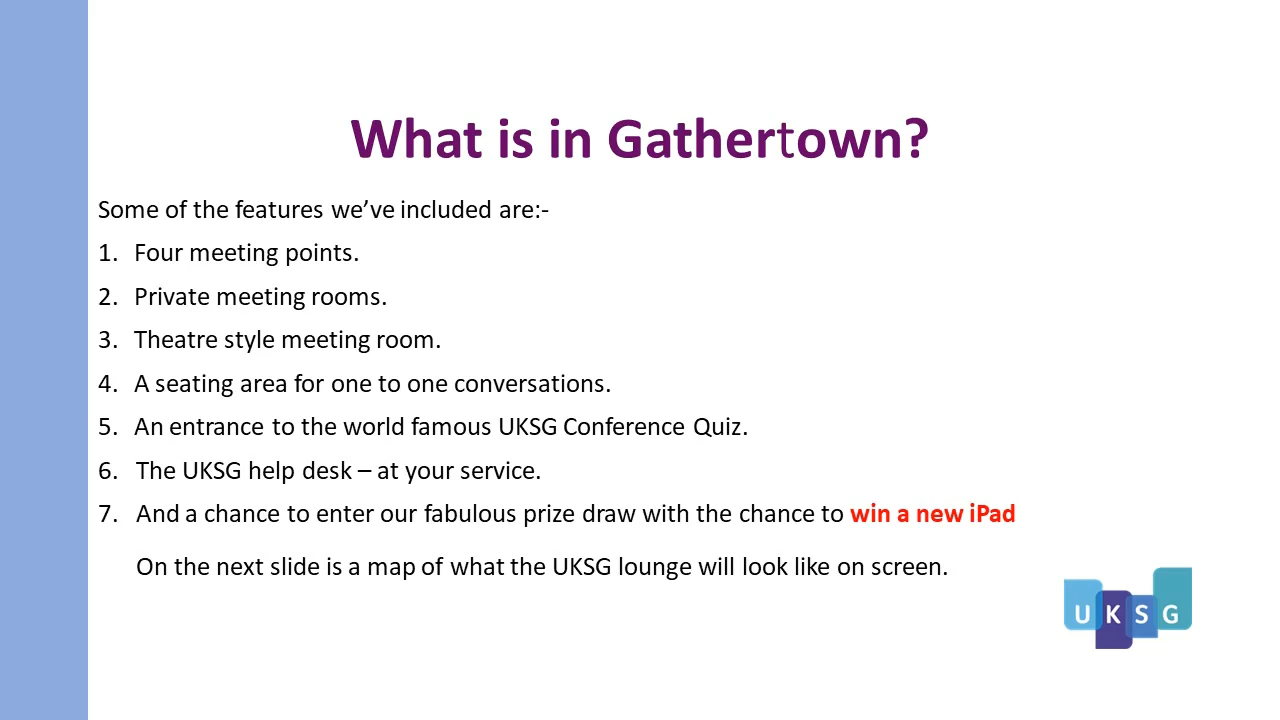 What is in Gathertown?
Some of the features we’ve included are:-
1. Four meeting points.
2. Private meeting rooms.
3. Theatre style meeting room.
4. A seating area for one to one conversations.
5. An entrance to the world famous UKSG Conference Quiz.
6. The UKSG help desk – at your service.
7. And a chance to enter our fabulous prize draw with the chance to win a new iPad
On the next slide is a map of what the UKSG lounge will look like on screen.
UKSG